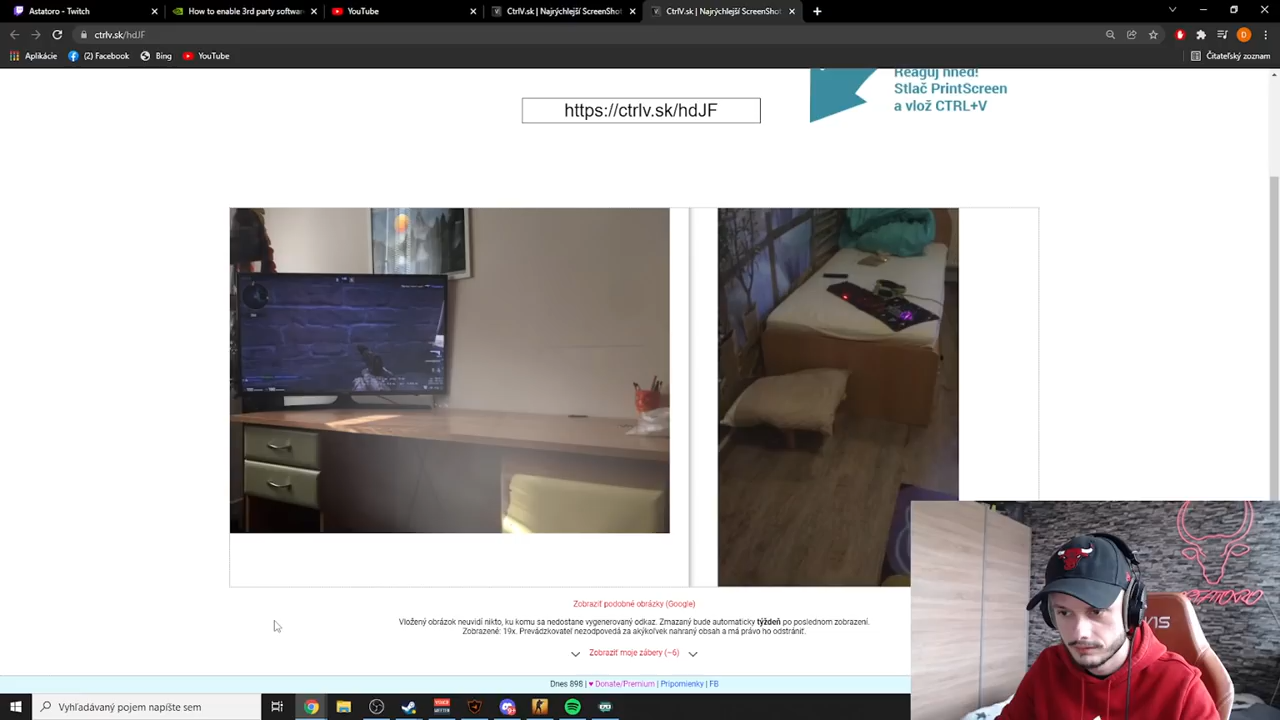 Astatoro - Twitch
How to enable 3rd party softwar
YouTube
CtrlV.sk | Najrýchlejší ScreenShot
CtrlV.sk | Najrýchlejší ScreenShot
ctrlv.sk/hdJF
Aplikácie
(2) Facebook
Bing
YouTube
Čitateľský zoznam
https://ctrlv.sk/hdJF
Reaguj hneď!
Stlač PrintScreen
a vlož CTRL+V
Zobraziť podobné obrázky (Google)
Vložený obrázok neuvidí nikto, ku komu sa nedostane vygenerovaný odkaz. Zmazaný bude automaticky týždeň po poslednom zobrazení.
Zobrazené: 19x. Prevádzkovateľ nezodpovedá za akýkoľvek nahraný obsah a má právo ho odstrániť.
Zobraziť moje zábery (~6)
Dnes 898 | ♥ Donate/Premium | Pripomienky | FB
Vyhľadávaný pojem napíšte sem